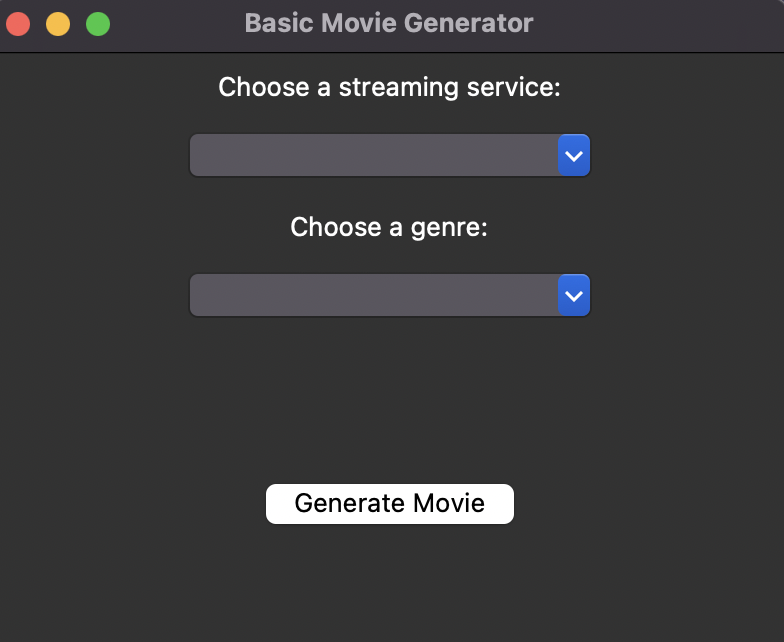 Basic Movie Generator
Choose a streaming service:
Choose a genre:
Generate Movie